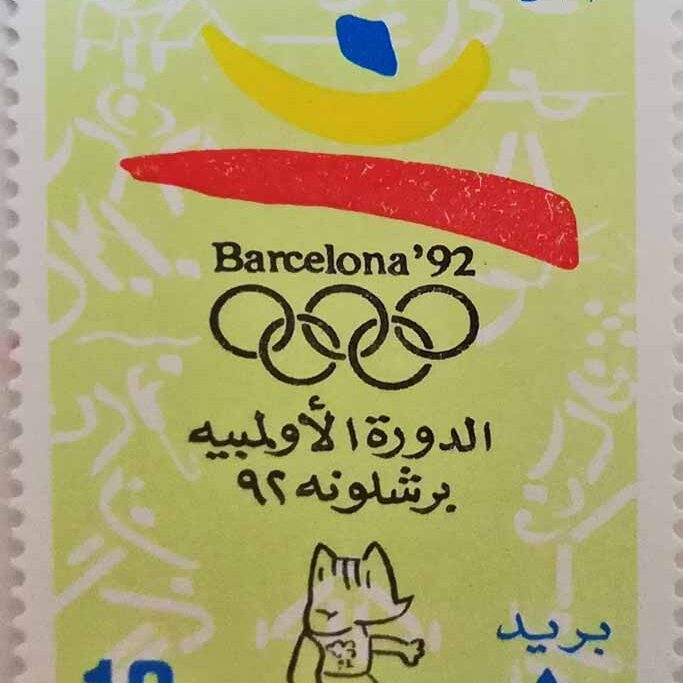 Barcelona '92
الدورة الأولمبيه
برشلونه ٩٢
بريد